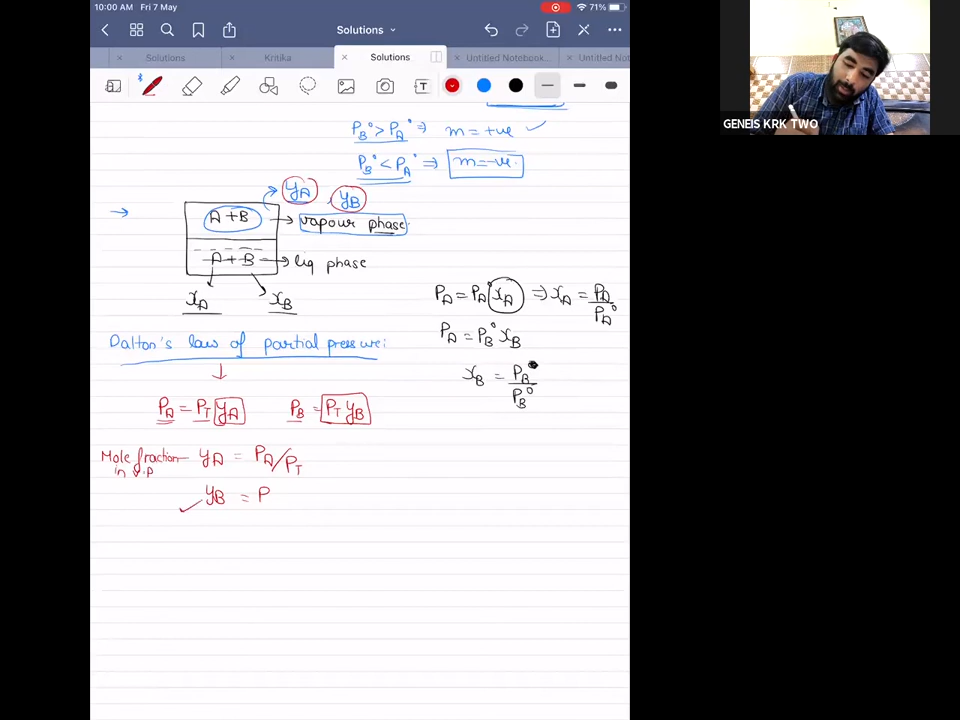 10:00 AM Fri 7 May
71%
Solutions
Solutions
Kritika
Solutions
Untitled Notebook...
Untitled No
GENEIS KRK TWO
P_B° > P_A° ⇒ m = +ve ✓
P_B° < P_A° ⇒ m = -ve.
→ y_A, y_B
A + B → vapour phase.
A + B → liq phase
x_A x_B
P_A = P_A° x_A ⇒ x_A = P_A / P_A°
P_A = P_B° x_B
x_B = P_B / P_B°
Dalton's law of partial pressure:
P_A = P_T y_A P_B = P_T y_B
Mole fraction in v.p y_A = P_A / P_T
y_B = P